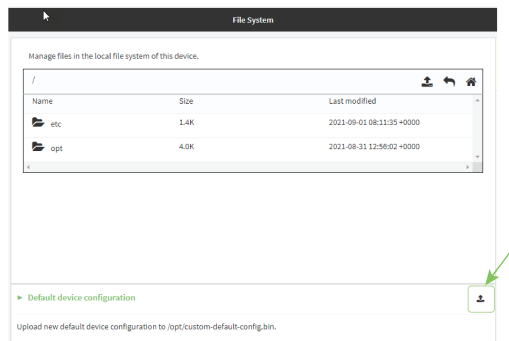 File System
Manage files in the local file system of this device.
/
Name Size Last modified
etc 1.4K 2021-09-01 08:11:35 +0000
opt 4.0K 2021-08-31 12:56:02 +0000
Default device configuration
Upload new default device configuration to /opt/custom-default-config.bin.